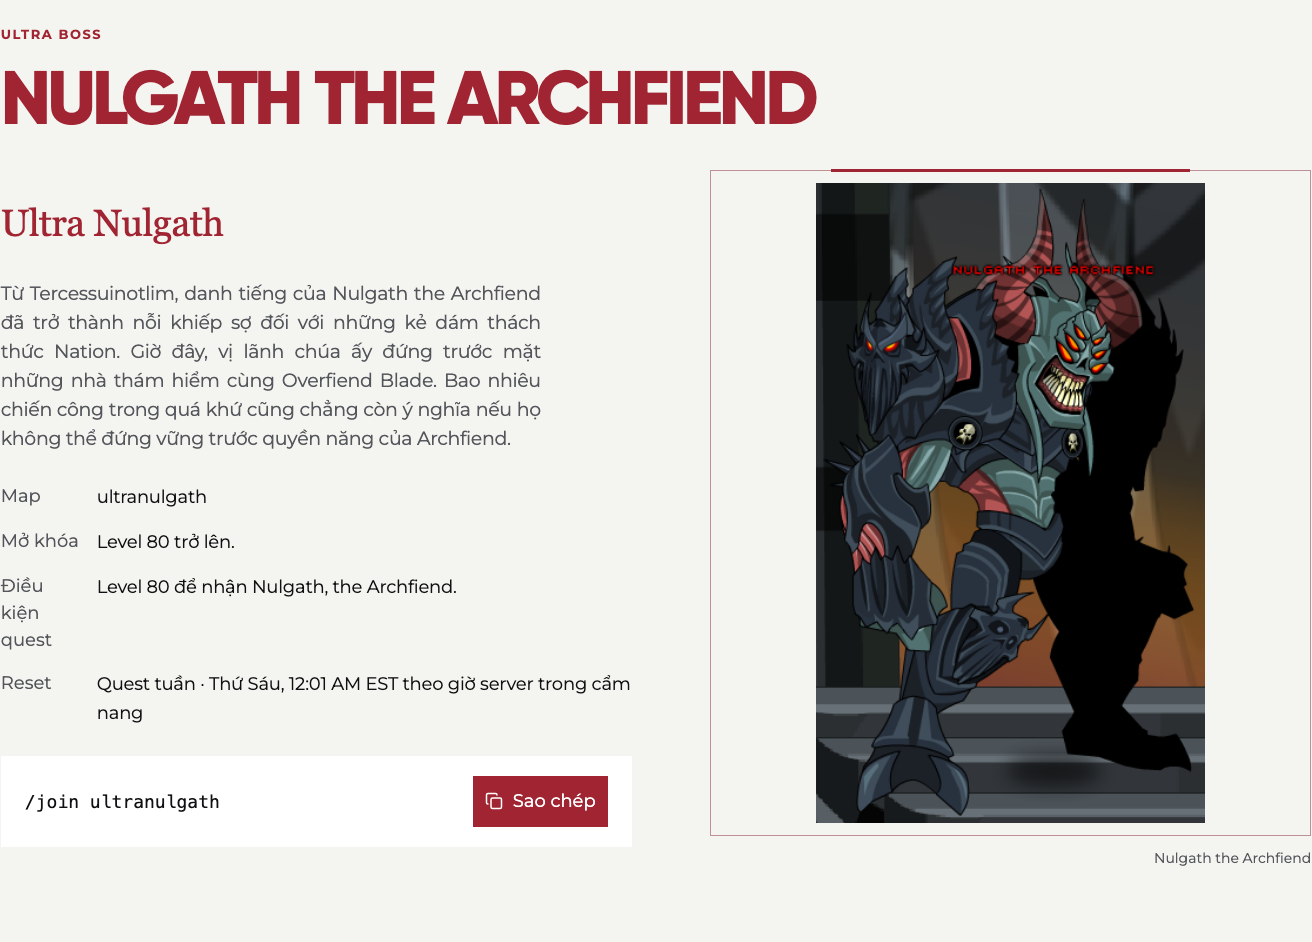 ULTRA BOSS
NULGATH THE ARCHFIEND
Ultra Nulgath
Từ Tercessuinotlim, danh tiếng của Nulgath the Archfiend
đã trở thành nỗi khiếp sợ đối với những kẻ dám thách
thức Nation. Giờ đây, vị lãnh chúa ấy đứng trước mặt
những nhà thám hiểm cùng Overfiend Blade. Bao nhiêu
chiến công trong quá khứ cũng chẳng còn ý nghĩa nếu họ
không thể đứng vững trước quyền năng của Archfiend.
Map
ultranulgath
Mở khóa
Level 80 trở lên.
Điều
kiện
quest
Level 80 để nhận Nulgath, the Archfiend.
Reset
Quest tuần · Thứ Sáu, 12:01 AM EST theo giờ server trong cẩm
nang
/join ultranulgath
Sao chép
NULGATH THE ARCHFIEND
Nulgath the Archfiend